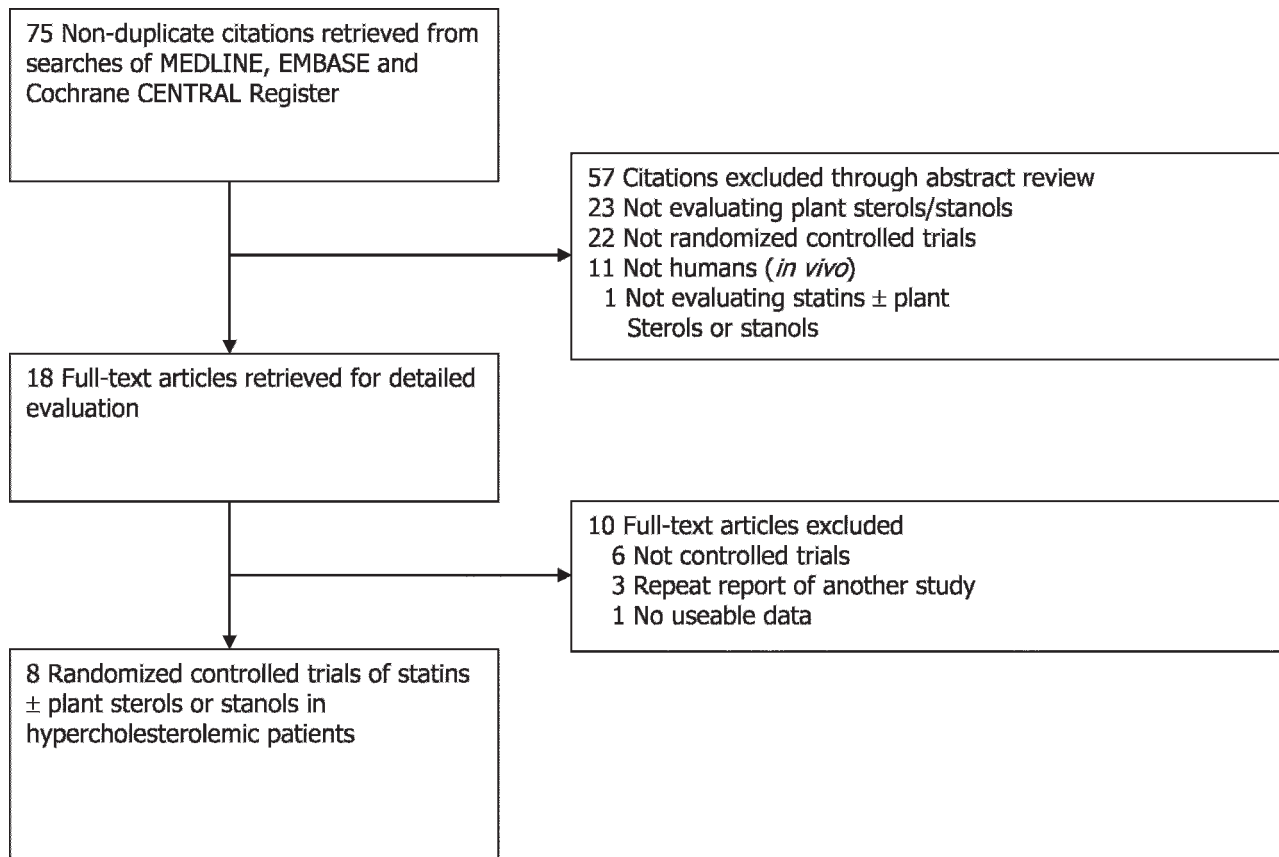 75 Non-duplicate citations retrieved from
searches of MEDLINE, EMBASE and
Cochrane CENTRAL Register
57 Citations excluded through abstract review
23 Not evaluating plant sterols/stanols
22 Not randomized controlled trials
11 Not humans (in vivo)
1 Not evaluating statins ± plant
Sterols or stanols
18 Full-text articles retrieved for detailed
evaluation
10 Full-text articles excluded
6 Not controlled trials
3 Repeat report of another study
1 No useable data
8 Randomized controlled trials of statins
± plant sterols or stanols in
hypercholesterolemic patients